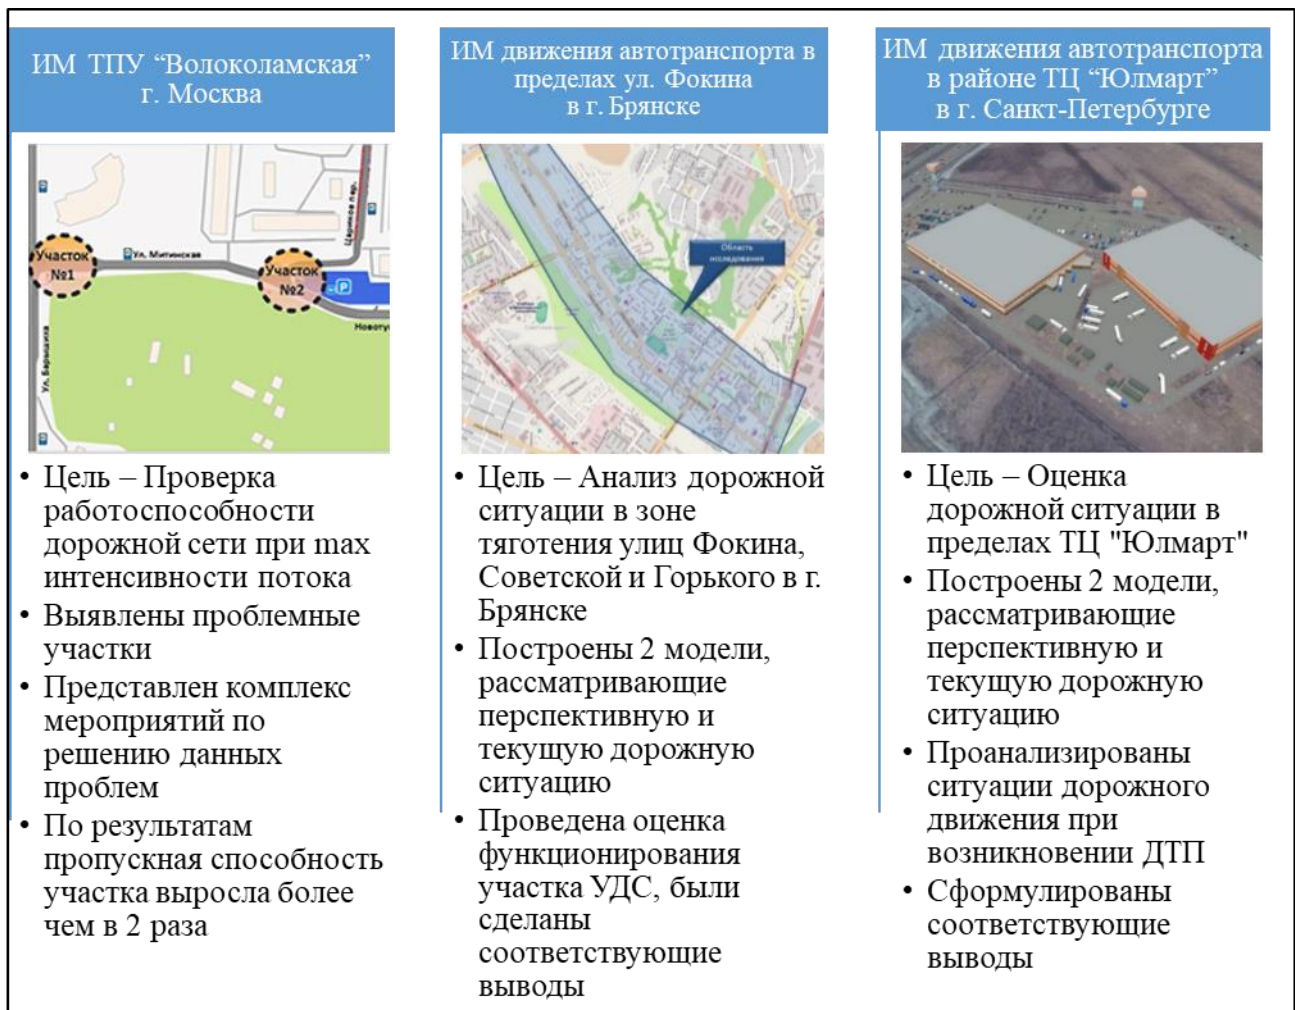 ИМ ТПУ “Волоколамская”
г. Москва
Участок
№1
Ул. Митинская
Участок
№2
Цариков пер.
P
Новоту
Ул. Барышиха
• Цель – Проверка
работоспособности
дорожной сети при max
интенсивности потока
• Выявлены проблемные
участки
• Представлен комплекс
мероприятий по
решению данных
проблем
• По результатам
пропускная способность
участка выросла более
чем в 2 раза
ИМ движения автотранспорта в
пределах ул. Фокина
в г. Брянске
Область
исследования
• Цель – Анализ дорожной
ситуации в зоне
тяготения улиц Фокина,
Советской и Горького в г.
Брянске
• Построены 2 модели,
рассматривающие
перспективную и
текущую дорожную
ситуацию
• Проведена оценка
функционирования
участка УДС, были
сделаны
соответствующие
выводы
ИМ движения автотранспорта
в районе ТЦ “Юлмарт”
в г. Санкт-Петербурге
• Цель – Оценка
дорожной ситуации в
пределах ТЦ "Юлмарт"
• Построены 2 модели,
рассматривающие
перспективную и
текущую дорожную
ситуацию
• Проанализированы
ситуации дорожного
движения при
возникновении ДТП
• Сформулированы
соответствующие
выводы